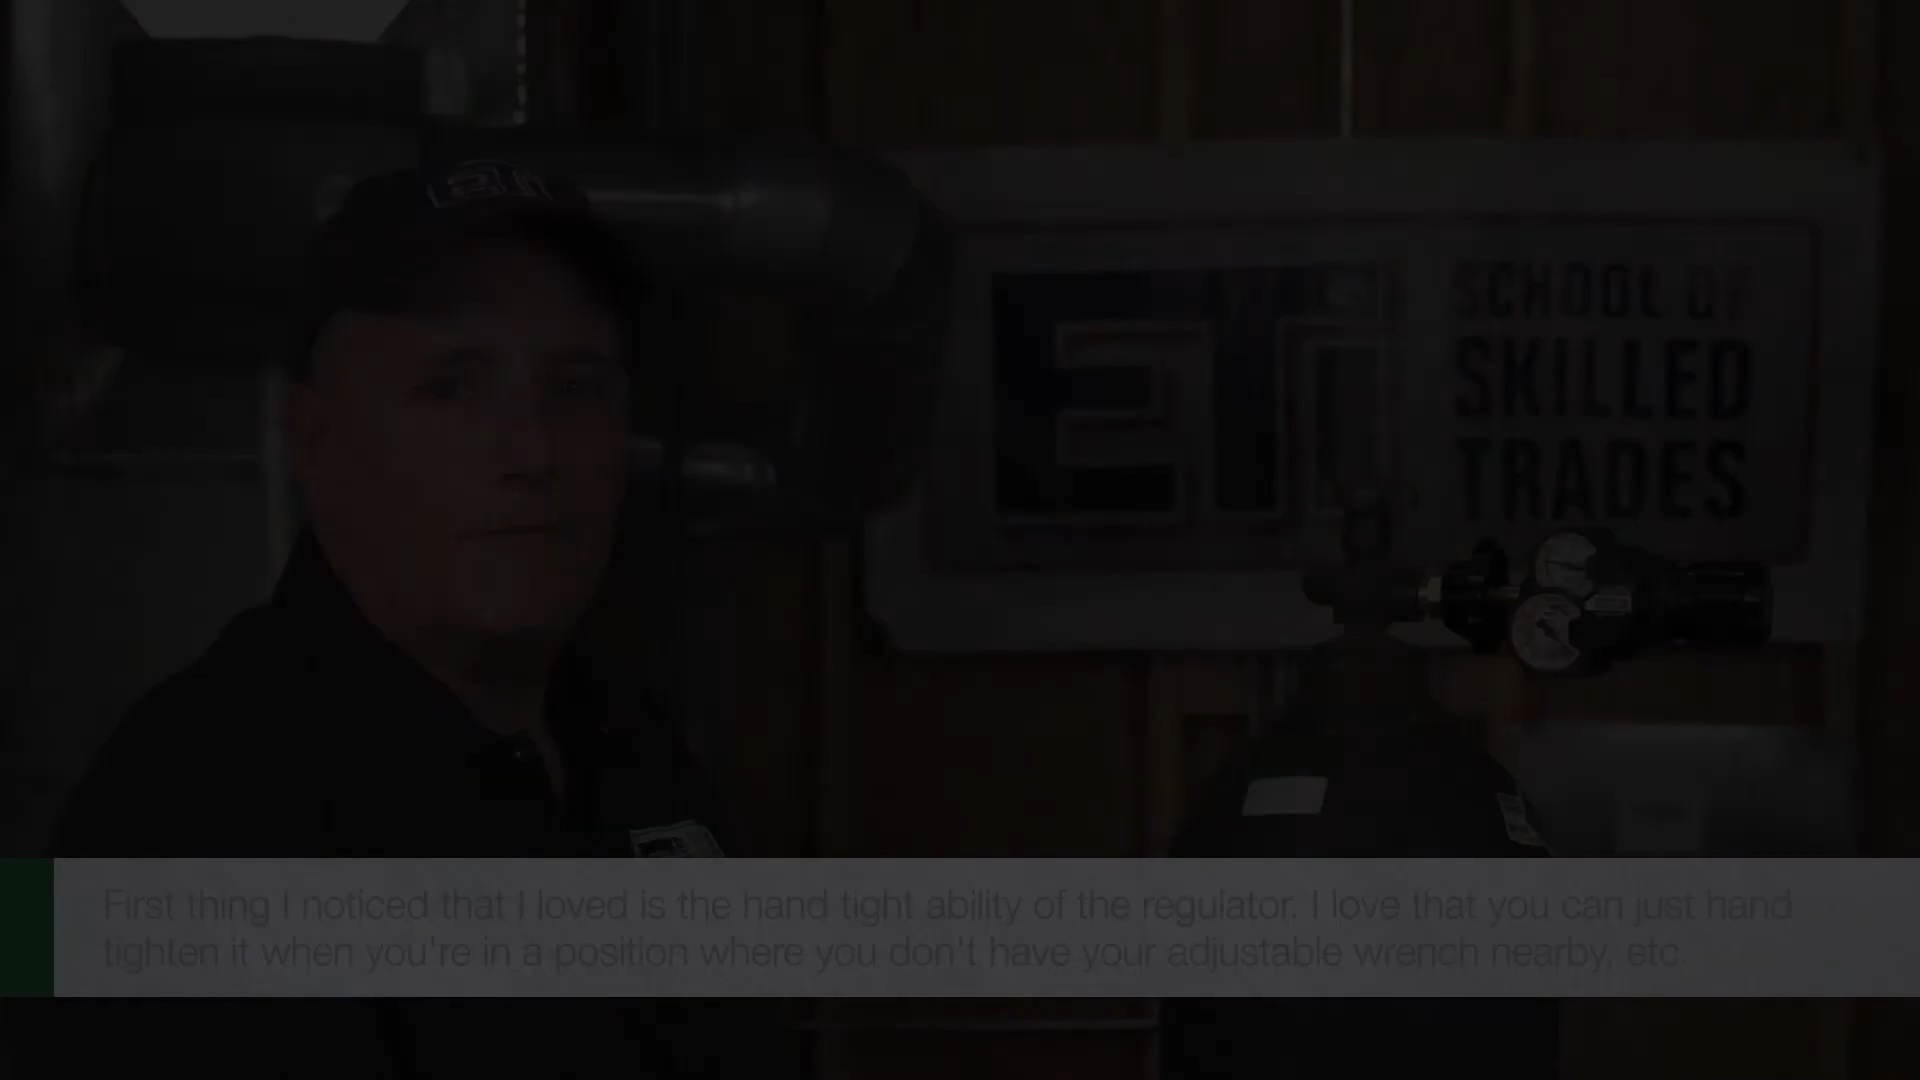 ETI
SCHOOL OF
SKILLED
TRADES
First thing I noticed that I loved is the hand tight ability of the regulator. I love that you can just hand
tighten it when you're in a position where you don't have your adjustable wrench nearby, etc.